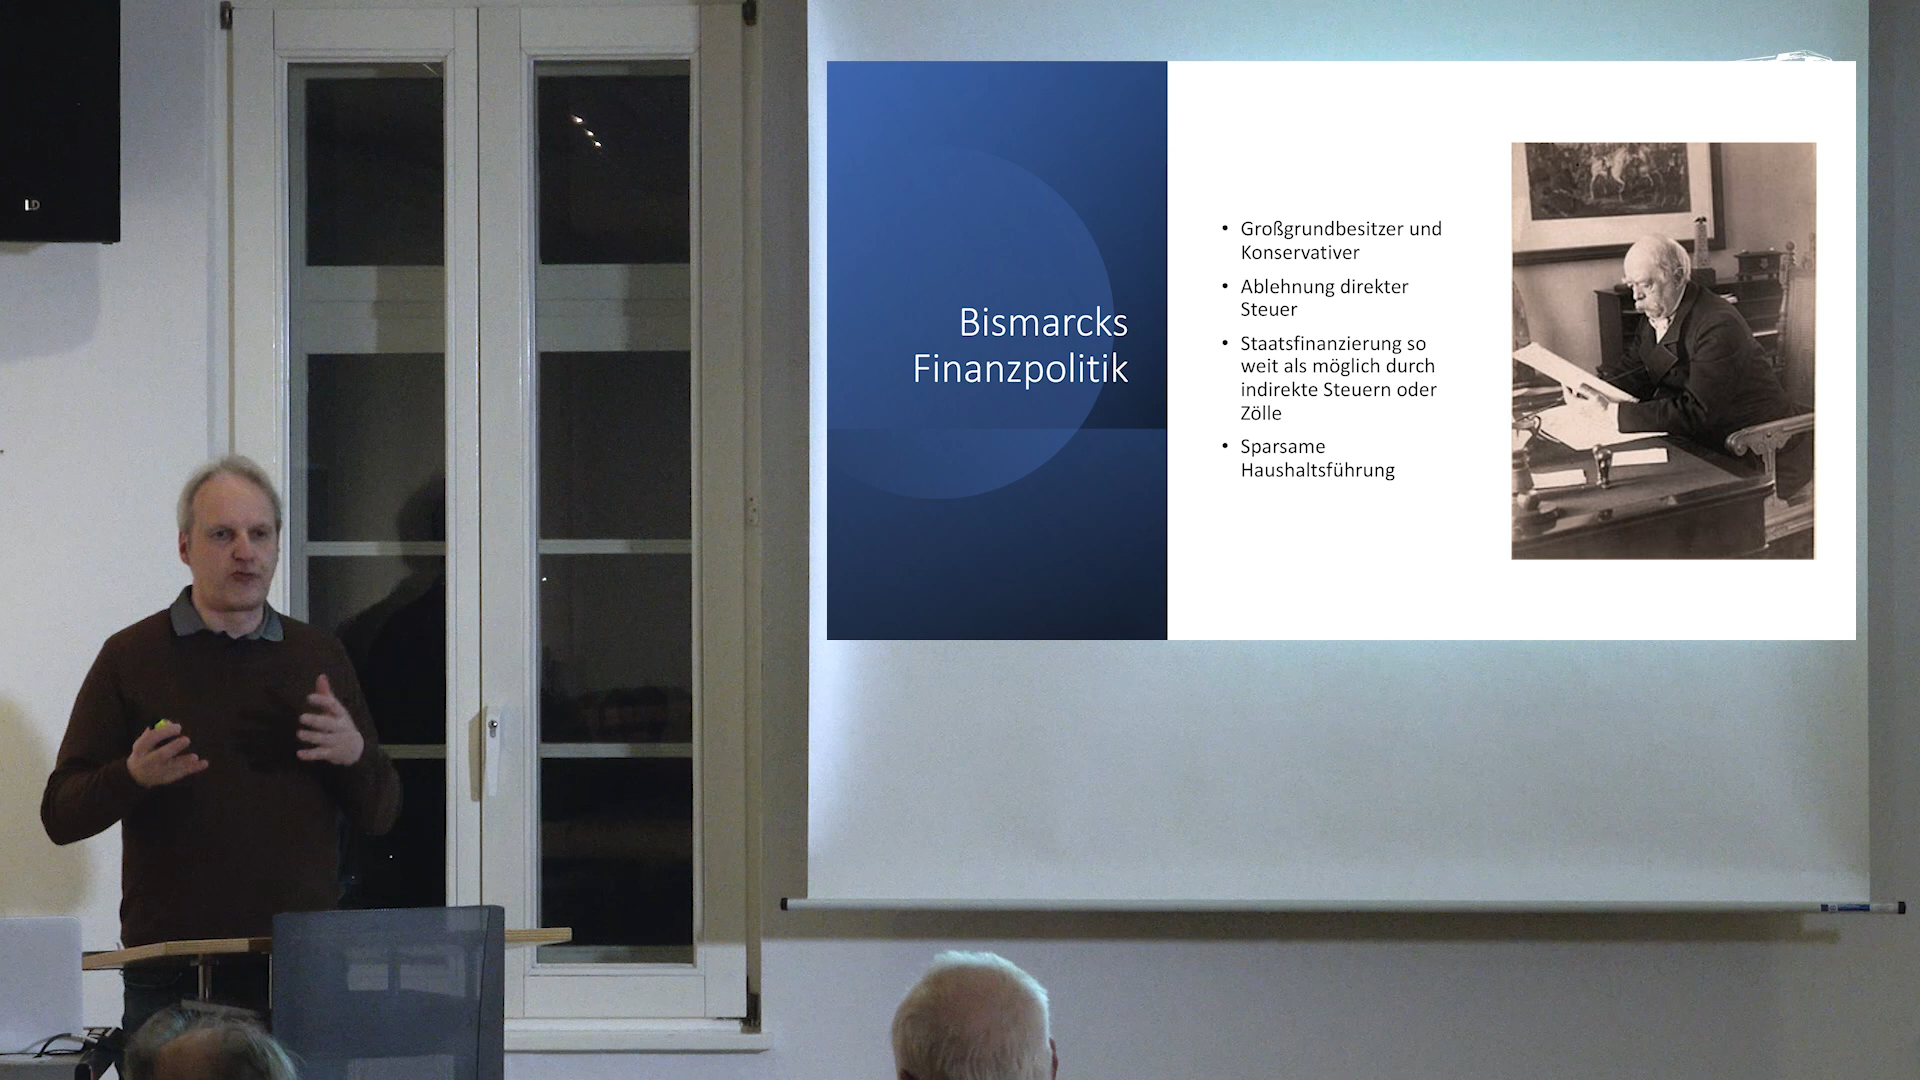 LD
Bismarcks
Finanzpolitik
• Großgrundbesitzer und
Konservativer
• Ablehnung direkter
Steuer
• Staatsfinanzierung so
weit als möglich durch
indirekte Steuern oder
Zölle
• Sparsame
Haushaltsführung